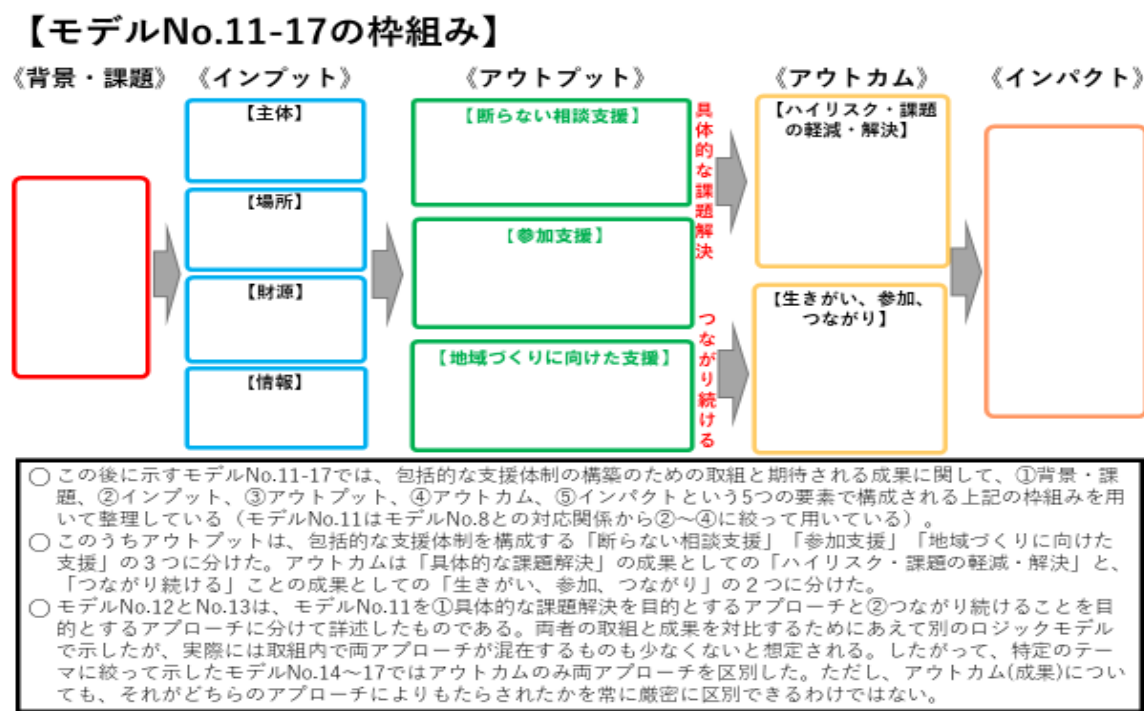 【モデルNo.11-17の枠組み】
《背景・課題》
《インプット》
《アウトプット》
《アウトカム》
《インパクト》
【主体】
【場所】
【財源】
【情報】
【断らない相談支援】
【参加支援】
【地域づくりに向けた支援】
具体的な課題解決
つながり続ける
【ハイリスク・課題
の軽減・解決】
【生きがい、参加、
つながり】
○ この後に示すモデルNo.11-17では、包括的な支援体制の構築のための取組と期待される成果に関して、①背景・課
題、②インプット、③アウトプット、④アウトカム、⑤インパクトという5つの要素で構成される上記の枠組みを用
いて整理している（モデルNo.11はモデルNo.8との対応関係から②～④に絞って用いている）。
○ このうちアウトプットは、包括的な支援体制を構成する「断らない相談支援」「参加支援」「地域づくりに向けた
支援」の３つに分けた。アウトカムは「具体的な課題解決」の成果としての「ハイリスク・課題の軽減・解決」と、
「つながり続ける」ことの成果としての「生きがい、参加、つながり」の２つに分けた。
○ モデルNo.12とNo.13は、モデルNo.11を①具体的な課題解決を目的とするアプローチと②つながり続けることを目
的とするアプローチに分けて詳述したものである。両者の取組と成果を対比するためにあえて別のロジックモデル
で示したが、実際には取組内で両アプローチが混在するものも少なくないと想定される。したがって、特定のテー
マに絞って示したモデルNo.14～17ではアウトカムのみ両アプローチを区別した。ただし、アウトカム(成果)につい
ても、それがどちらのアプローチによりもたらされたかを常に厳密に区別できるわけではない。